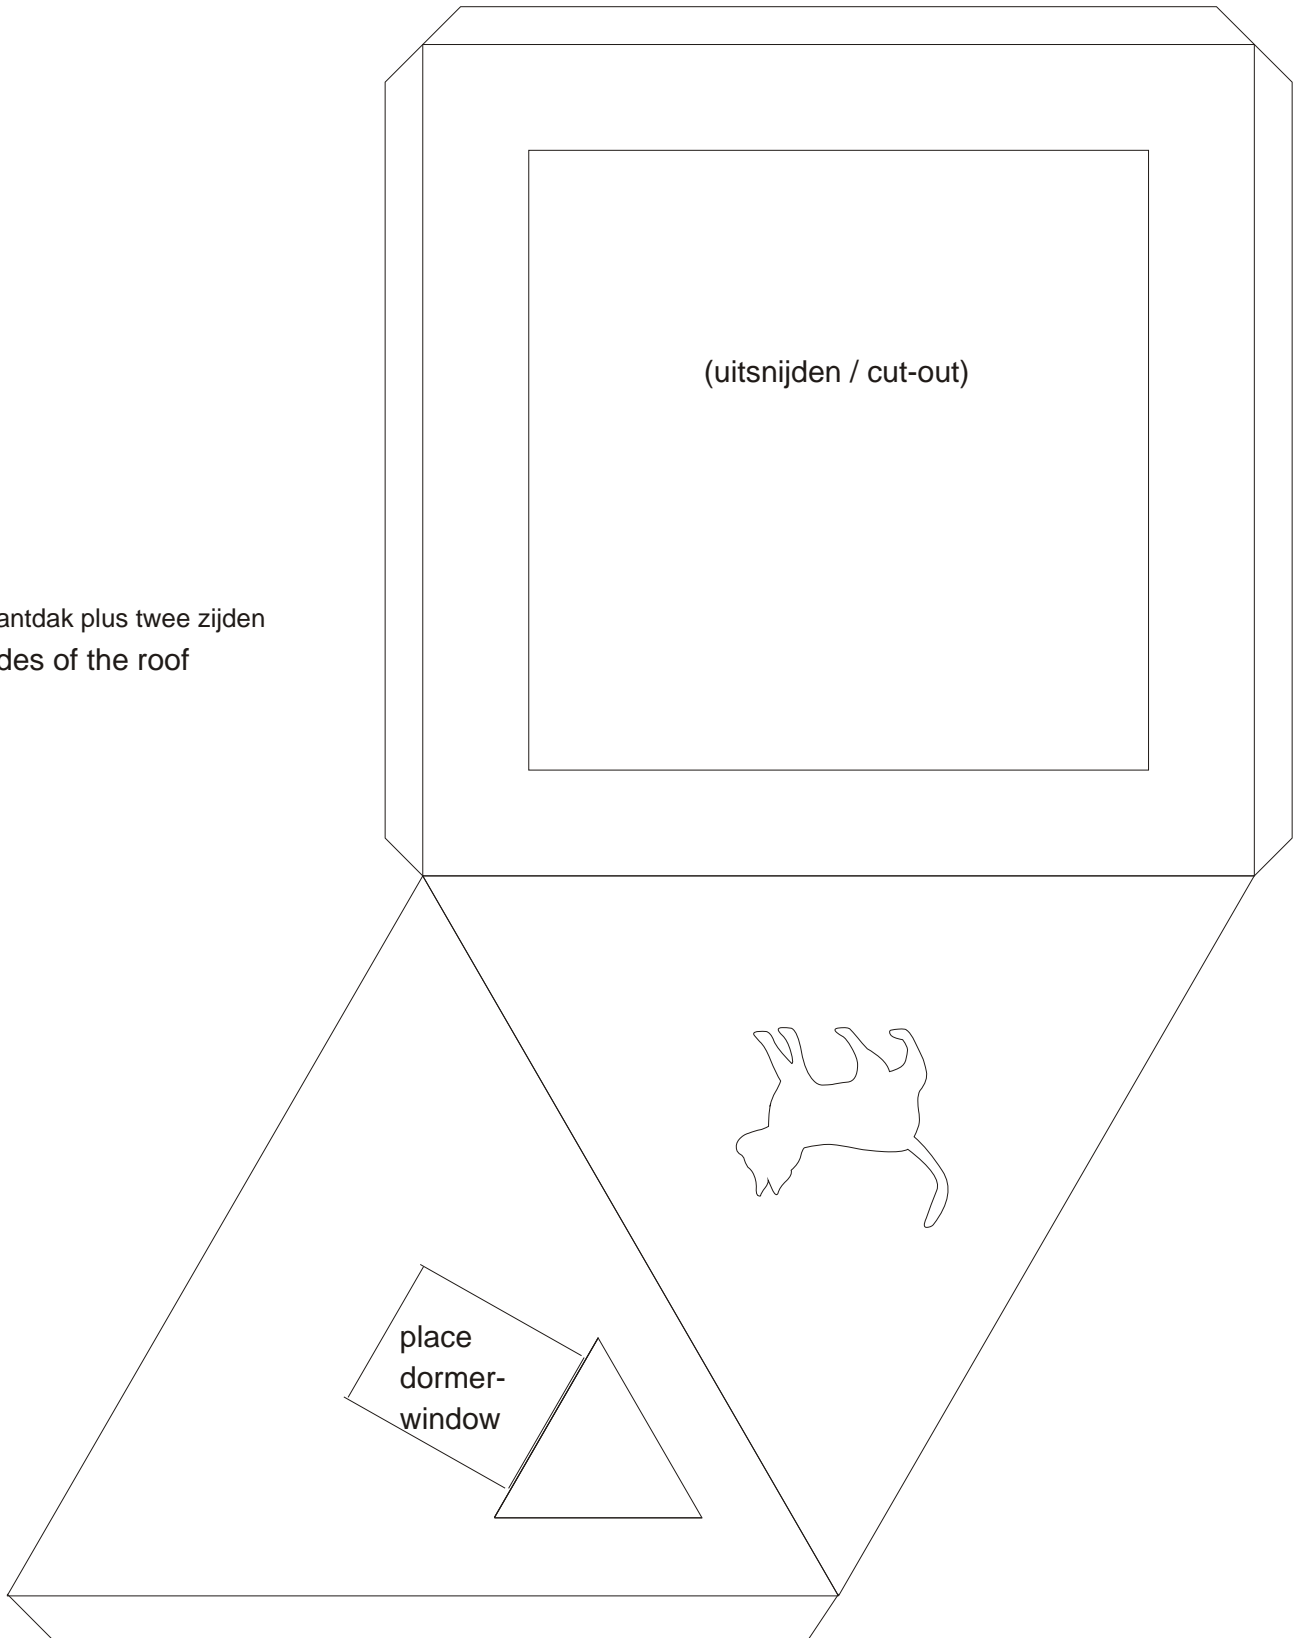 (uitsnijden / cut-out)
antdak plus twee zijden
des of the roof
place
dormer-
window